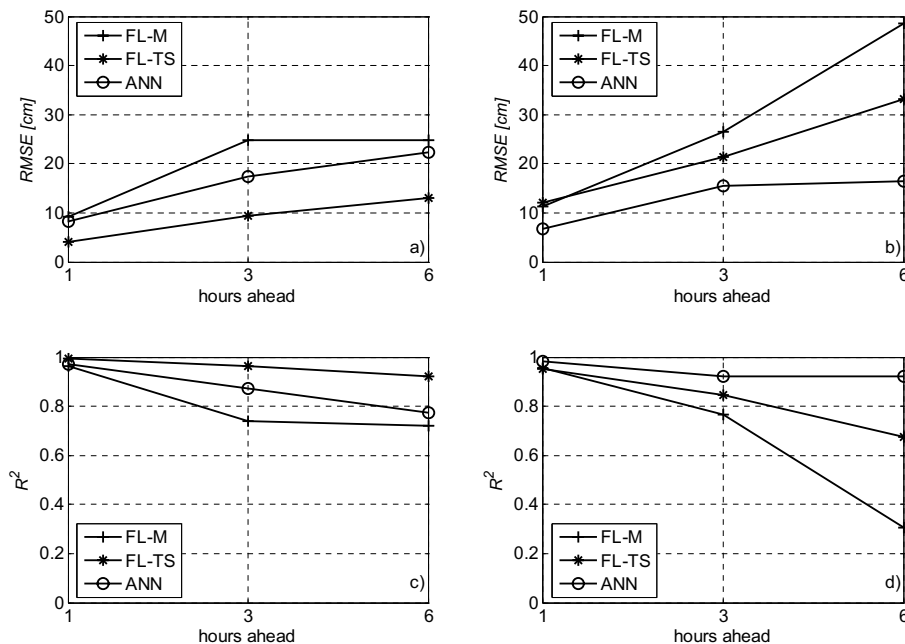 50
40
30
20
10
0
RMSE [cm]
FL-M
FL-TS
ANN
a)
1
3
6
hours ahead
50
40
30
20
10
0
RMSE [cm]
FL-M
FL-TS
ANN
b)
1
3
6
hours ahead
1
0.8
0.6
0.4
0.2
0
R²
FL-M
FL-TS
ANN
c)
1
3
6
hours ahead
1
0.8
0.6
0.4
0.2
0
R²
FL-M
FL-TS
ANN
d)
1
3
6
hours ahead